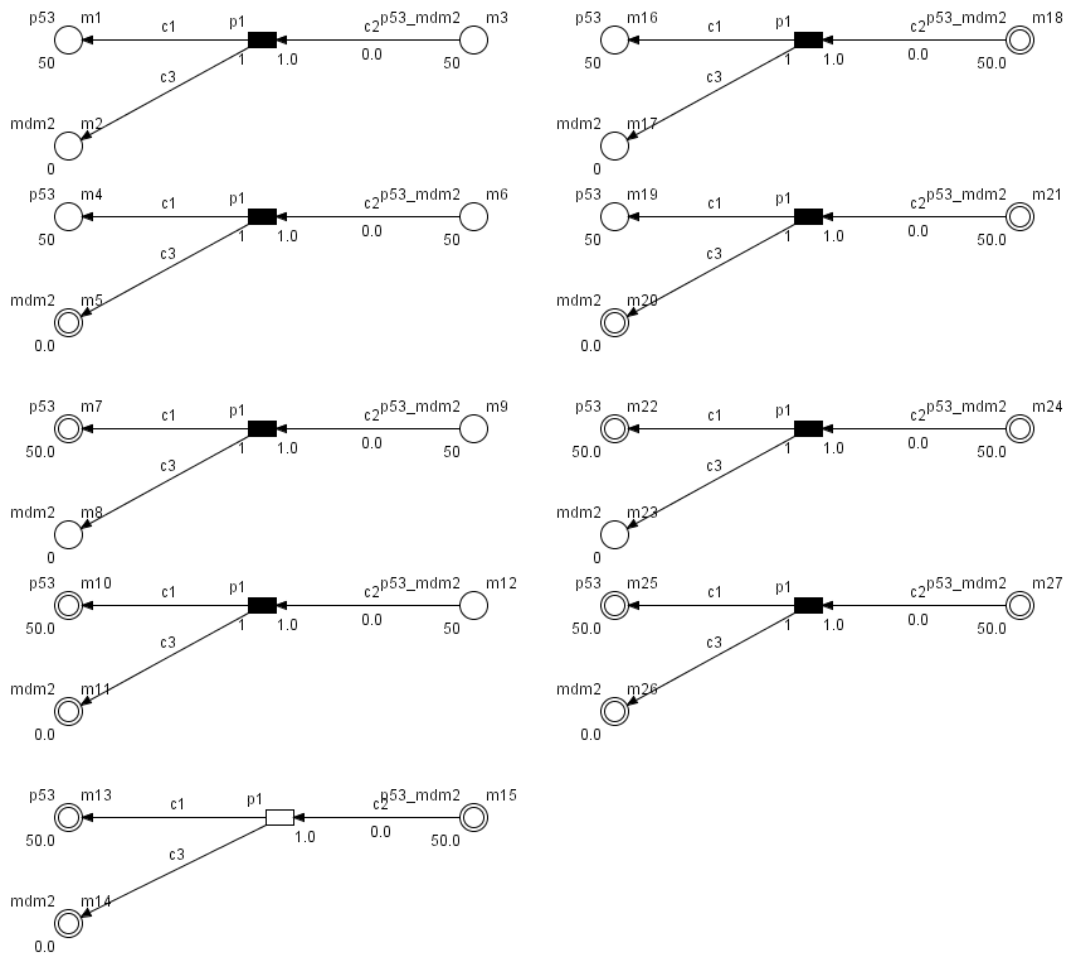 p53 m1 c1 p1 c2 p53_mdm2 m3
50 1 1.0 0.0 50
c3
mdm2 m2
0
p53 m16 c1 p1 c2 p53_mdm2 m18
50 1 1.0 0.0 50.0
c3
mdm2 m17
0
p53 m4 c1 p1 c2 p53_mdm2 m6
50 1 1.0 0.0 50
c3
mdm2 m5
0.0
p53 m19 c1 p1 c2 p53_mdm2 m21
50 1 1.0 0.0 50.0
c3
mdm2 m20
0.0
p53 m7 c1 p1 c2 p53_mdm2 m9
50.0 1 1.0 0.0 50
c3
mdm2 m8
0
p53 m22 c1 p1 c2 p53_mdm2 m24
50.0 1 1.0 0.0 50.0
c3
mdm2 m23
0
p53 m10 c1 p1 c2 p53_mdm2 m12
50.0 1 1.0 0.0 50
c3
mdm2 m11
0.0
p53 m25 c1 p1 c2 p53_mdm2 m27
50.0 1 1.0 0.0 50.0
c3
mdm2 m26
0.0
p53 m13 c1 p1 c2 p53_mdm2 m15
50.0 1.0 0.0 50.0
c3
mdm2 m14
0.0